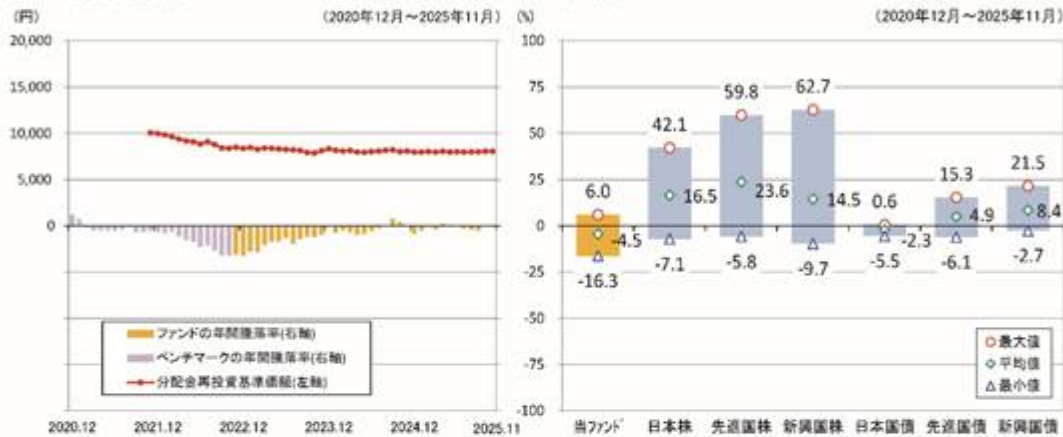 (円)
(2020年12月～2025年11月)
20,000
15,000
10,000
5,000
0
ファンドの年間騰落率(右軸)
ベンチマークの年間騰落率(右軸)
分配金再投資基準価額(左軸)
2020.12 2021.12 2022.12 2023.12 2024.12 2025.11
(%)
(2020年12月～2025年11月)
100
75
50
25
0
-25
-50
-75
-100
6.0 42.1 59.8 62.7 0.6 15.3 21.5
-4.5 16.5 23.6 14.5 -2.3 4.9 8.4
-16.3 -7.1 -5.8 -9.7 -5.5 -6.1 -2.7
最大値
平均値
最小値
当ファンド 日本株 先進国株 新興国株 日本国債 先進国債 新興国債